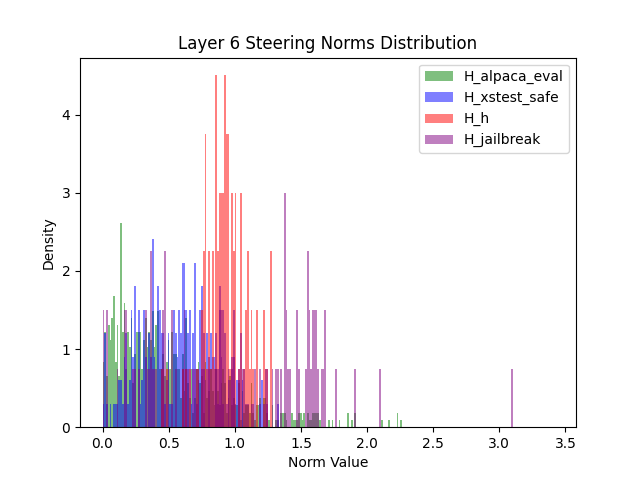 Layer 6 Steering Norms Distribution
H_alpaca_eval
H_xstest_safe
H_h
H_jailbreak
Density
4
3
2
1
0
0.0 0.5 1.0 1.5 2.0 2.5 3.0 3.5
Norm Value